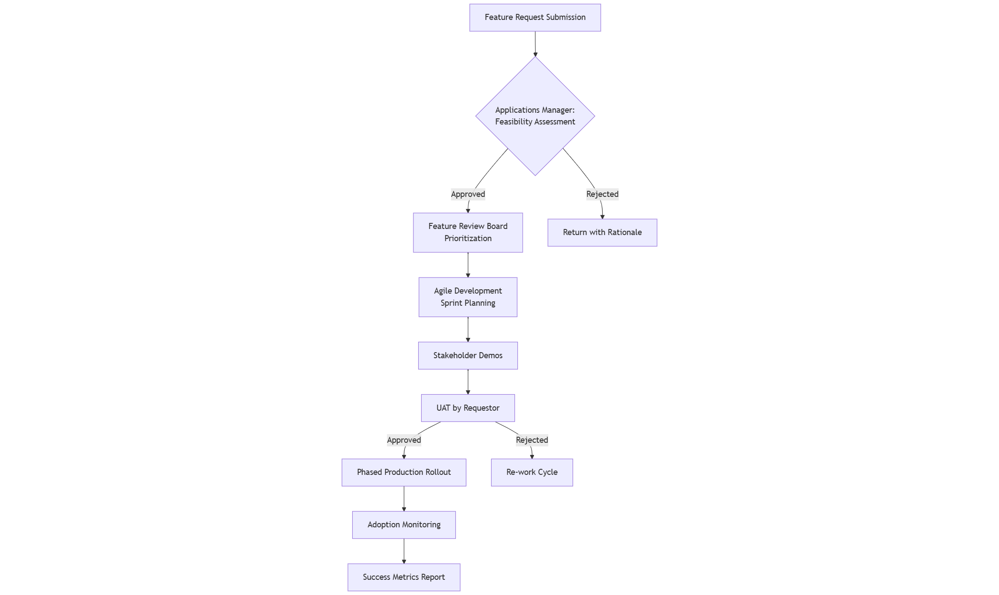 Feature Request Submission
Applications Manager:
Feasibility Assessment
Approved
Rejected
Feature Review Board
Prioritization
Return with Rationale
Agile Development
Sprint Planning
Stakeholder Demos
UAT by Requestor
Approved
Rejected
Phased Production Rollout
Re-work Cycle
Adoption Monitoring
Success Metrics Report